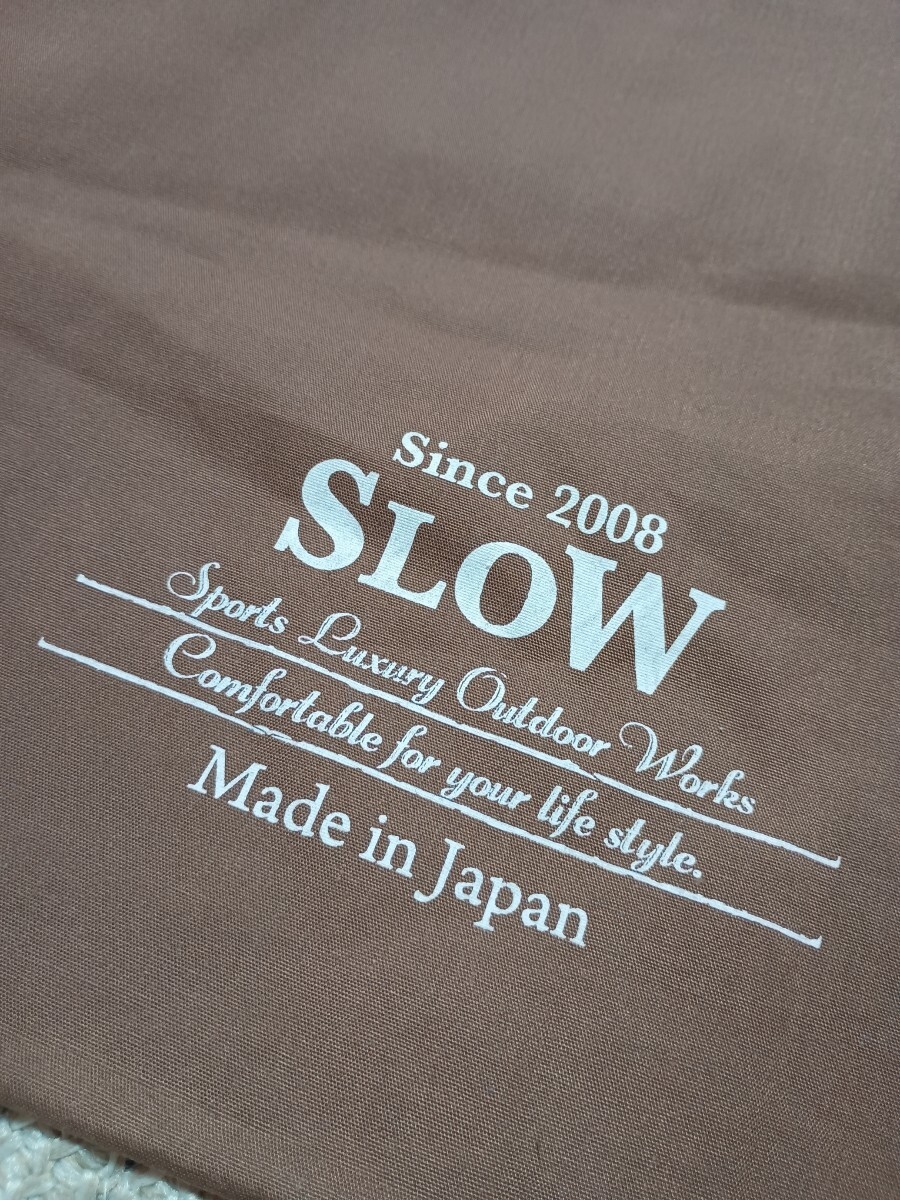 Since 2008
SLOW
Sports Luxury Outdoor Works
Comfortable for your life style.
Made in Japan